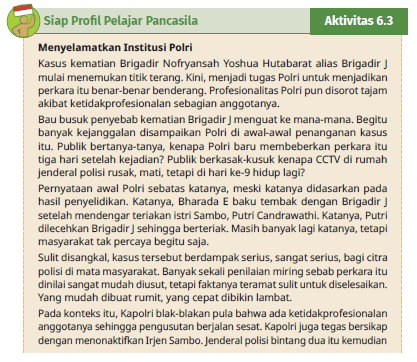 Siap Profil Pelajar Pancasila
Aktivitas 6.3
Menyelamatkan Institusi Polri
Kasus kematian Brigadir Nofryansah Yoshua Hutabarat alias Brigadir J
mulai menemukan titik terang. Kini, menjadi tugas Polri untuk menjadikan
perkara itu benar-benar benderang. Profesionalitas Polri pun disorot tajam
akibat ketidakprofesionalan sebagian anggotanya.
Bau busuk penyebab kematian Brigadir J menguat ke mana-mana. Begitu
banyak kejanggalan disampaikan Polri di awal-awal penanganan kasus
itu. Publik bertanya-tanya, kenapa Polri baru membeberkan perkara itu
tiga hari setelah kejadian? Publik berkasak-kusuk kenapa CCTV di rumah
jenderal polisi rusak, mati, tetapi di hari ke-9 hidup lagi?
Pernyataan awal Polri sebatas katanya, meski katanya didasarkan pada
hasil penyelidikan. Katanya, Bharada E baku tembak dengan Brigadir J
setelah mendengar teriakan istri Sambo, Putri Candrawathi. Katanya, Putri
dilecehkan Brigadir J sehingga berteriak. Masih banyak lagi katanya, tetapi
masyarakat tak percaya begitu saja.
Sulit disangkal, kasus tersebut berdampak serius, sangat serius, bagi citra
polisi di mata masyarakat. Banyak sekali penilaian miring sebab perkara itu
dinilai sangat mudah diusut, tetapi faktanya teramat sulit untuk diselesaikan.
Yang mudah dibuat rumit, yang cepat dibikin lambat.
Pada konteks itu, Kapolri blak-blakan pula bahwa ada ketidakprofesionalan
anggotanya sehingga pengusutan berjalan sesat. Kapolri juga tegas bersikap
dengan menonaktifkan Irjen Sambo. Jenderal polisi bintang dua itu kemudian